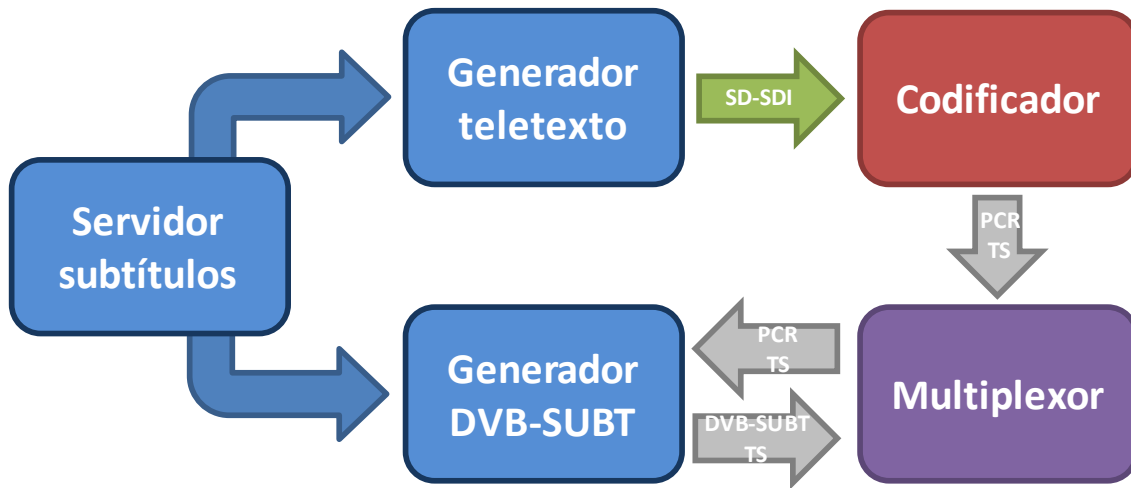 Generador
teletexto
SD-SDI
Codificador
Servidor
subtítulos
PCR
TS
Generador
DVB-SUBT
PCR
TS
DVB-SUBT
TS
Multiplexor